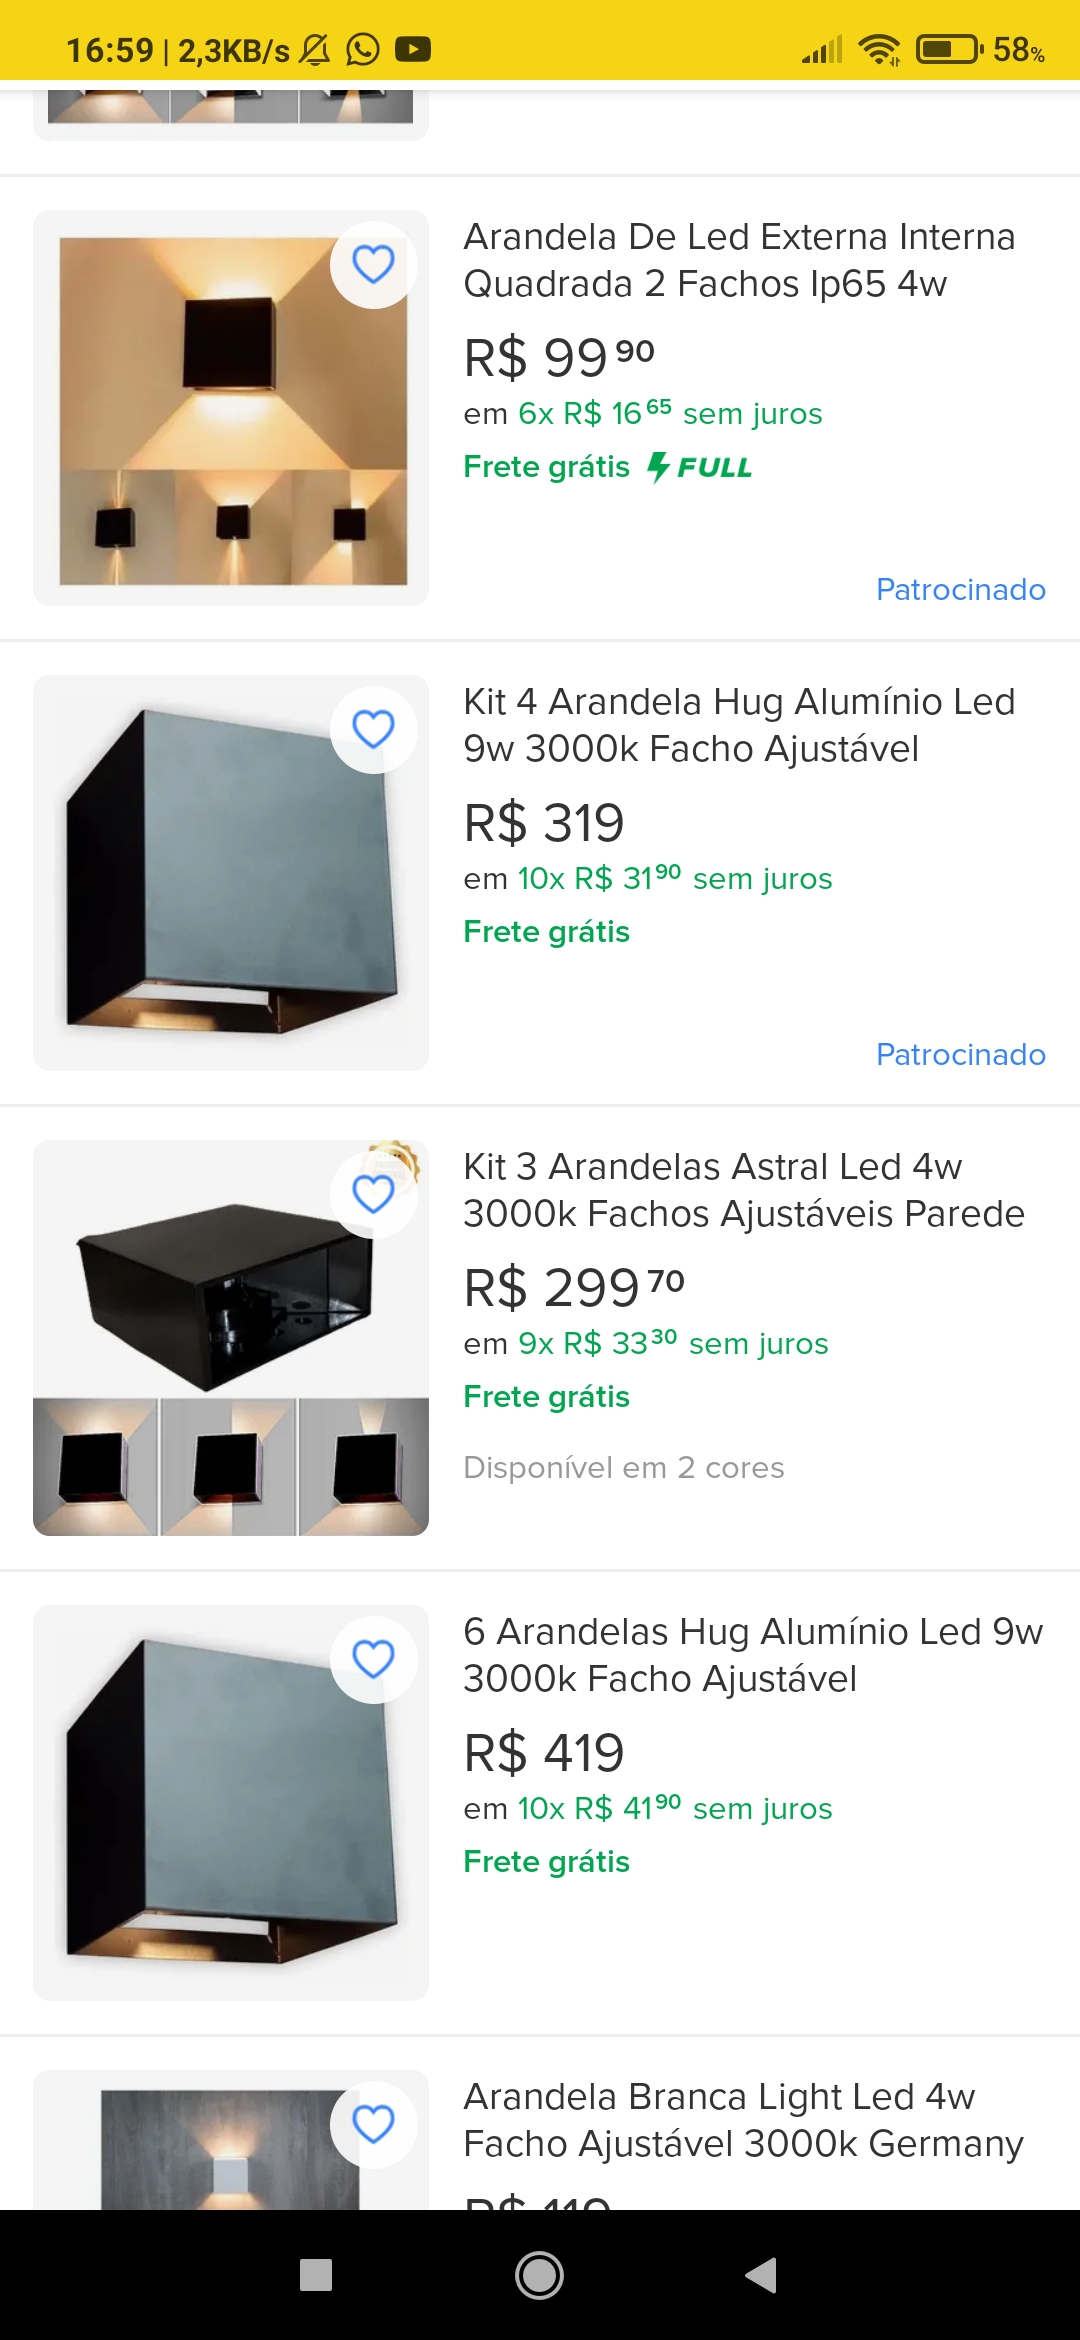 16:59 | 2,3KB/s
58%
Arandela De Led Externa Interna
Quadrada 2 Fachos Ip65 4w
R$ 99 90
em 6x R$ 16 65 sem juros
Frete grátis FULL
Patrocinado
Kit 4 Arandela Hug Alumínio Led
9w 3000k Facho Ajustável
R$ 319
em 10x R$ 31 90 sem juros
Frete grátis
Patrocinado
Kit 3 Arandelas Astral Led 4w
3000k Fachos Ajustáveis Parede
R$ 299 70
em 9x R$ 33 30 sem juros
Frete grátis
Disponível em 2 cores
6 Arandelas Hug Alumínio Led 9w
3000k Facho Ajustável
R$ 419
em 10x R$ 41 90 sem juros
Frete grátis
Arandela Branca Light Led 4w
Facho Ajustável 3000k Germany
R$ 119